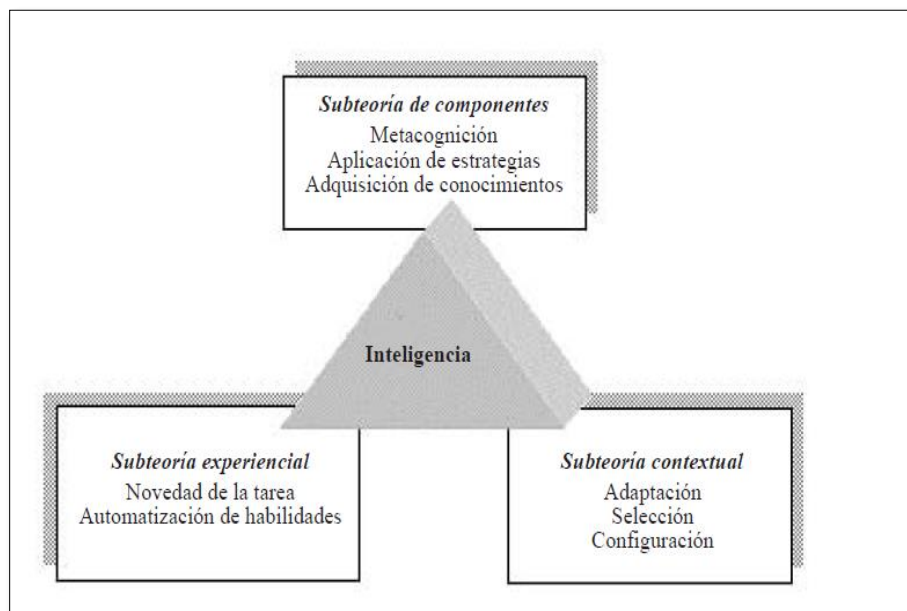 Subteoría de componentes
Metacognición
Aplicación de estrategias
Adquisición de conocimientos
Inteligencia
Subteoría experiencial
Novedad de la tarea
Automatización de habilidades
Subteoría contextual
Adaptación
Selección
Configuración